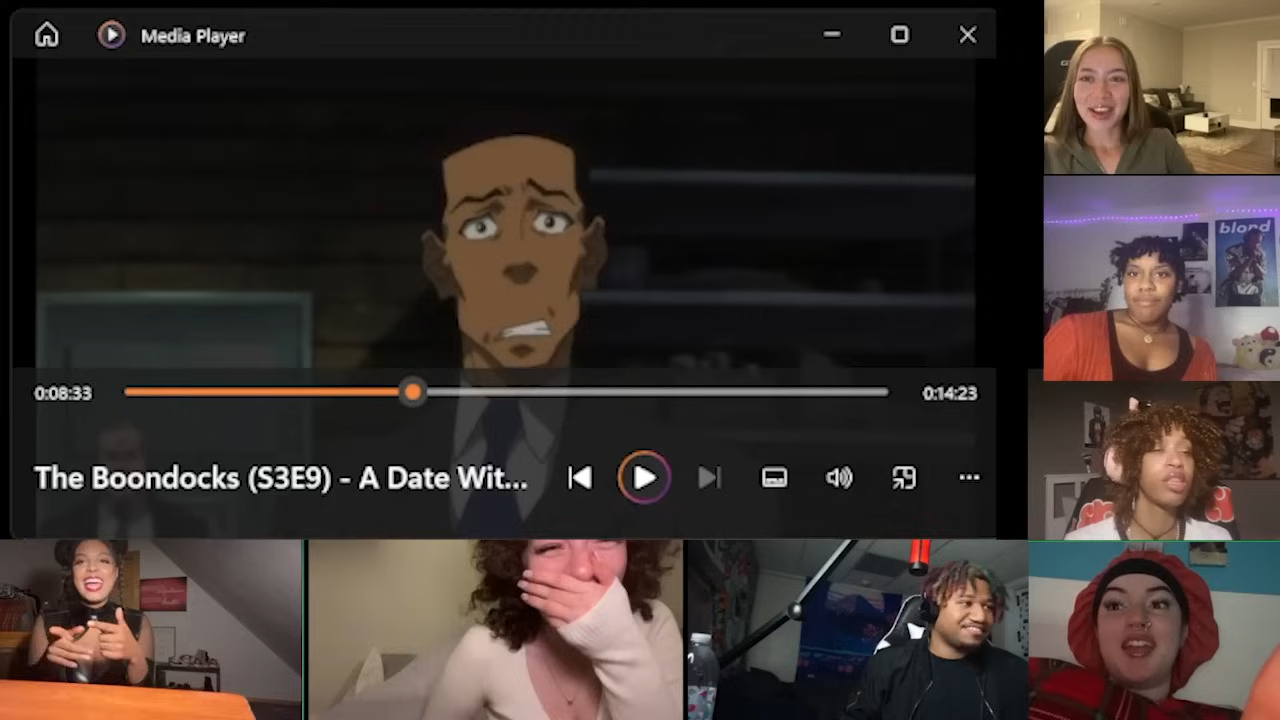 Media Player
blond
0:08:33
0:14:23
The Boondocks (S3E9) - A Date Wit...